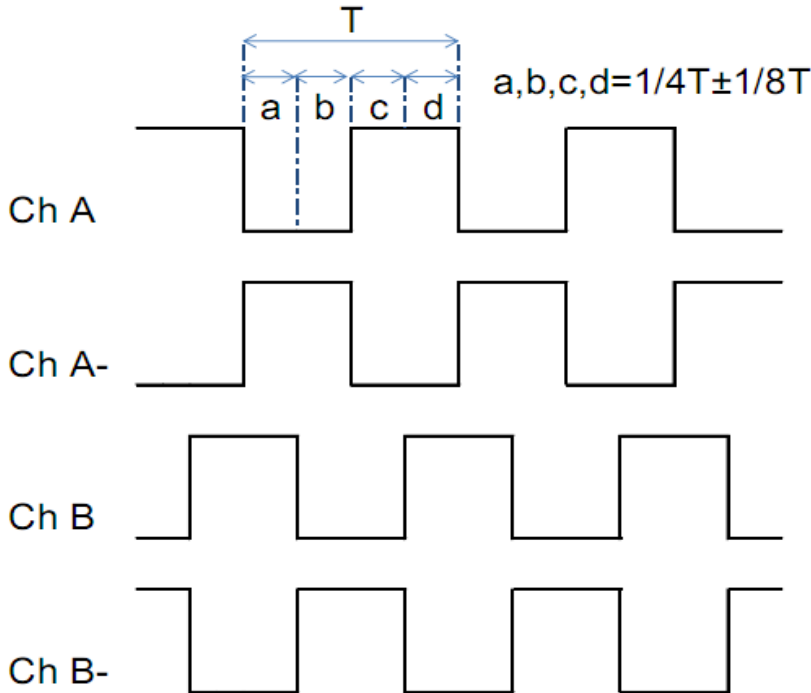 T
a b c d
a,b,c,d=1/4T±1/8T
Ch A
Ch A-
Ch B
Ch B-